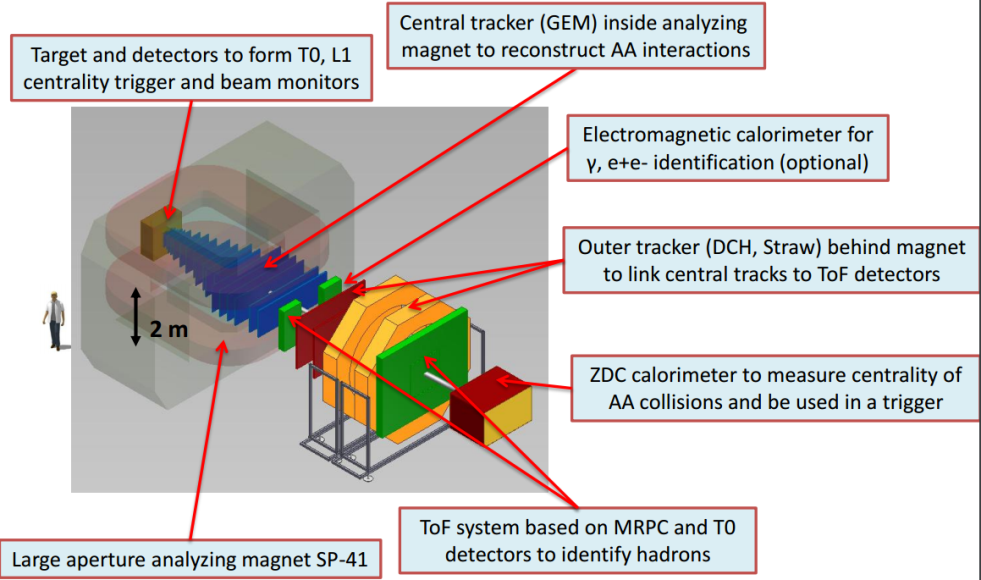 Central tracker (GEM) inside analyzing
magnet to reconstruct AA interactions
Target and detectors to form T0, L1
centrality trigger and beam monitors
Electromagnetic calorimeter for
γ, e+e- identification (optional)
Outer tracker (DCH, Straw) behind magnet
to link central tracks to ToF detectors
2 m
ZDC calorimeter to measure centrality of
AA collisions and be used in a trigger
ToF system based on MRPC and T0
detectors to identify hadrons
Large aperture analyzing magnet SP-41